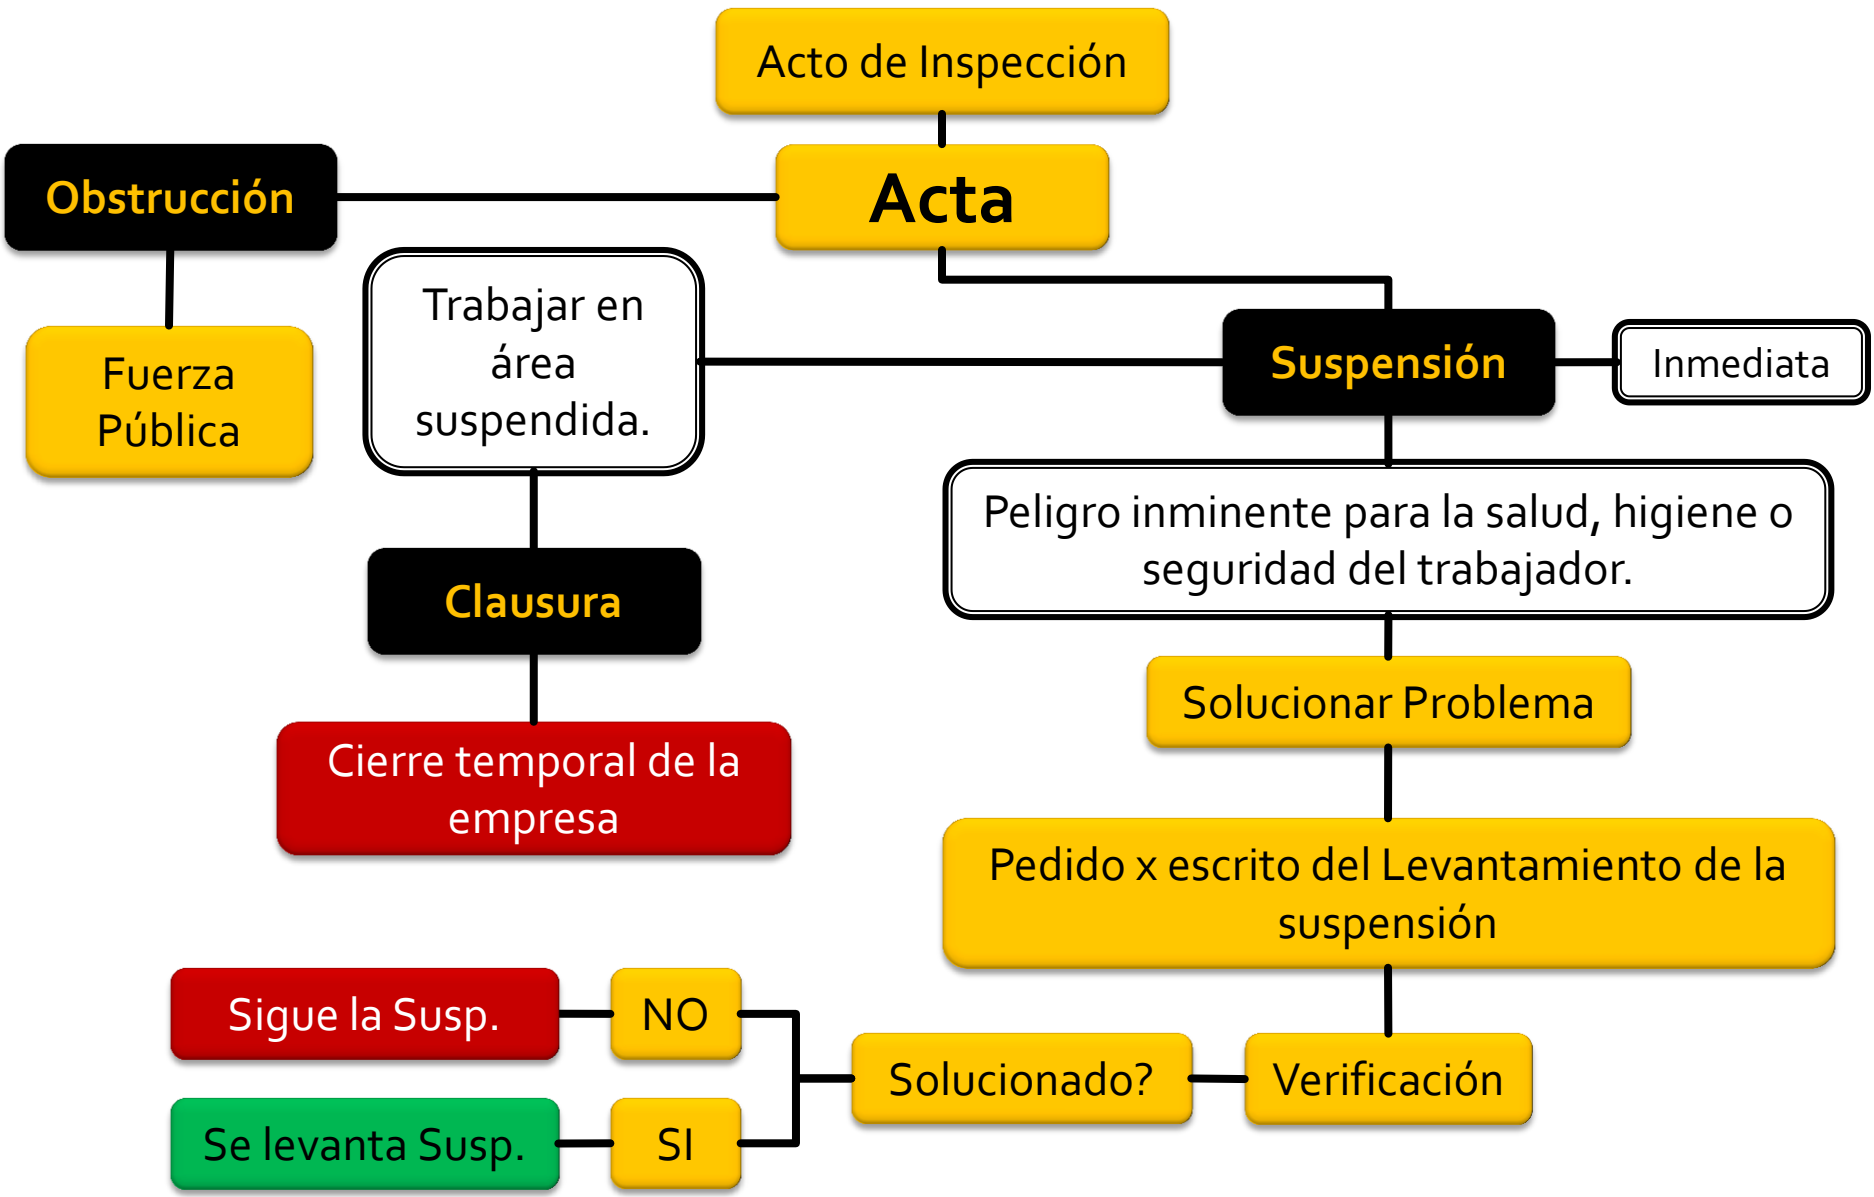 Acto de Inspección
Obstrucción
Acta
Fuerza
Pública
Trabajar en
área
suspendida.
Suspensión
Inmediata
Peligro inminente para la salud, higiene o
seguridad del trabajador.
Clausura
Solucionar Problema
Cierre temporal de la
empresa
Pedido x escrito del Levantamiento de la
suspensión
Sigue la Susp.
NO
Solucionado?
Verificación
Se levanta Susp.
SI